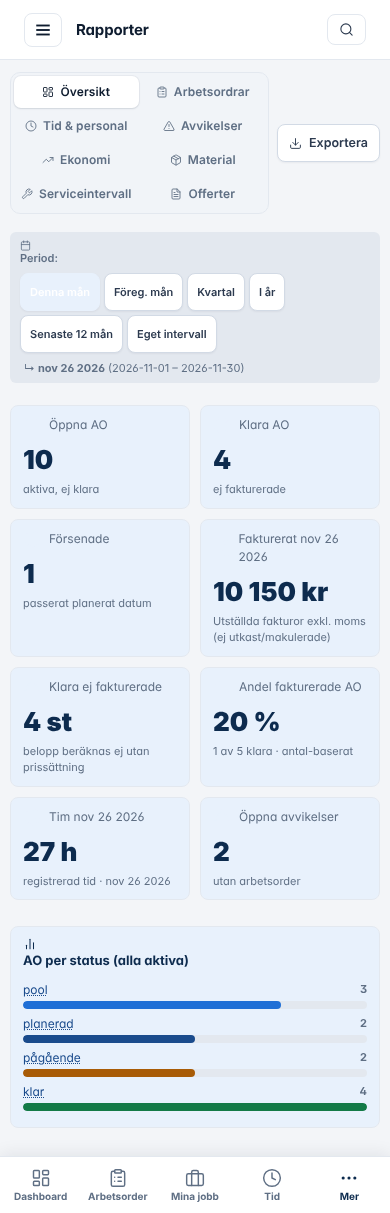 Rapporter
Översikt
Arbetsordrar
Tid & personal
Avvikelser
Ekonomi
Material
Serviceintervall
Offerter
Exportera
Period:
Denna mån
Föreg. mån
Kvartal
I år
Senaste 12 mån
Eget intervall
↳ nov 26 2026 (2026-11-01 – 2026-11-30)
Öppna AO
10
aktiva, ej klara
Klara AO
4
ej fakturerade
Försenade
1
passerat planerat datum
Fakturerat nov 26
2026
10 150 kr
Utställda fakturor exkl. moms
(ej utkast/makulerade)
Klara ej fakturerade
4 st
belopp beräknas ej utan
prissättning
Andel fakturerade AO
20 %
1 av 5 klara · antal-baserat
Tim nov 26 2026
27 h
registrerad tid · nov 26 2026
Öppna avvikelser
2
utan arbetsorder
AO per status (alla aktiva)
pool 3
planerad 2
pågående 2
klar 4
Dashboard
Arbetsorder
Mina jobb
Tid
Mer